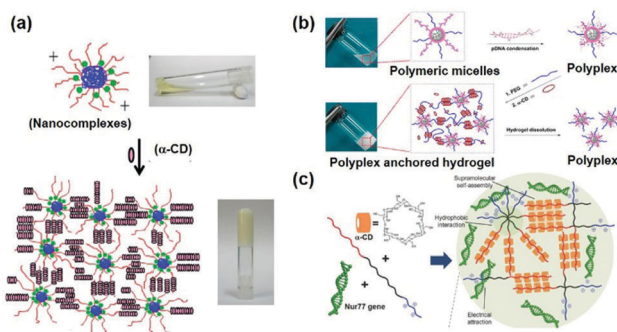 (a)
+
+
(Nanocomplexes)
(α-CD)
(b)
Polymeric micelles
pDNA condensation
Polyplex
1. PEG
2. α-CD
Polyplex anchored hydrogel
Hydrogel dissolution
Polyplex
(c)
α-CD
=
+
+
Nur77 gene
Supramolecular
self-assembly
Hydrophobic
interaction
Electrical
attraction